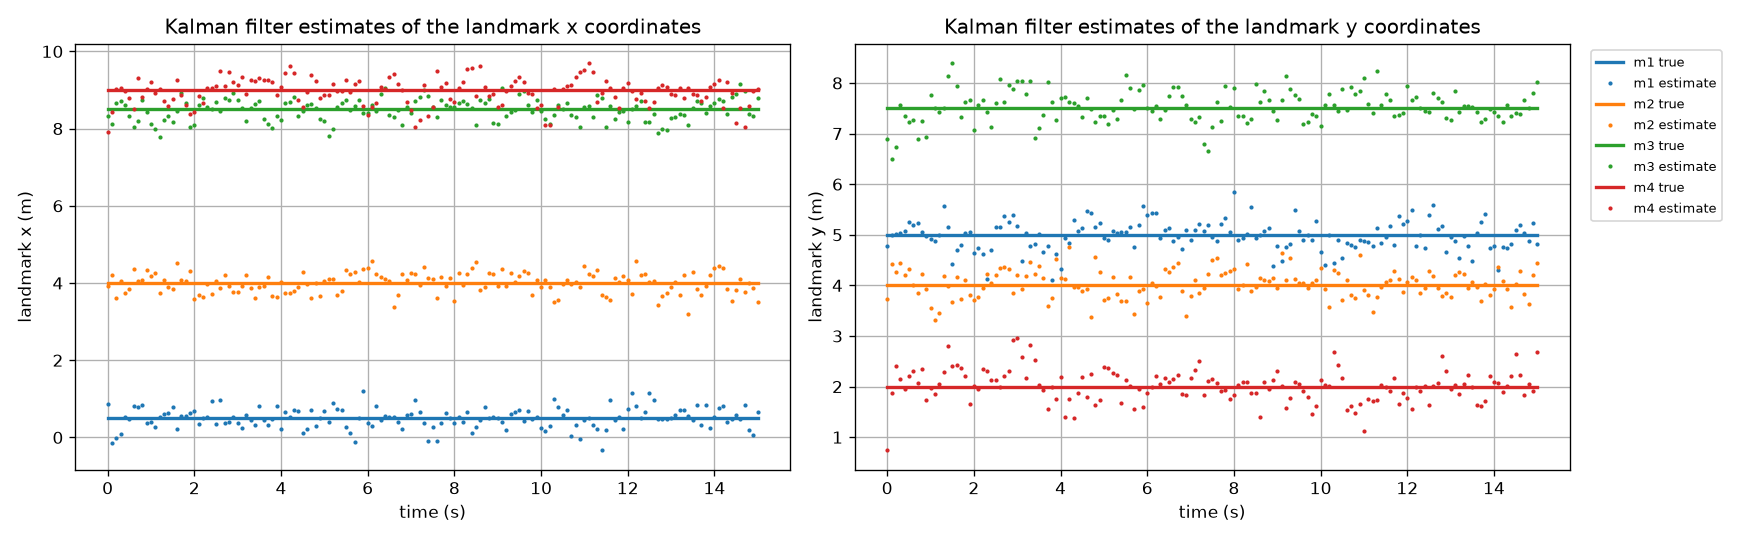 Kalman filter estimates of the landmark x coordinates
10
8
6
4
2
0
landmark x (m)
0 2 4 6 8 10 12 14
time (s)
Kalman filter estimates of the landmark y coordinates
8
7
6
5
4
3
2
1
landmark y (m)
0 2 4 6 8 10 12 14
time (s)
m1 true
m1 estimate
m2 true
m2 estimate
m3 true
m3 estimate
m4 true
m4 estimate